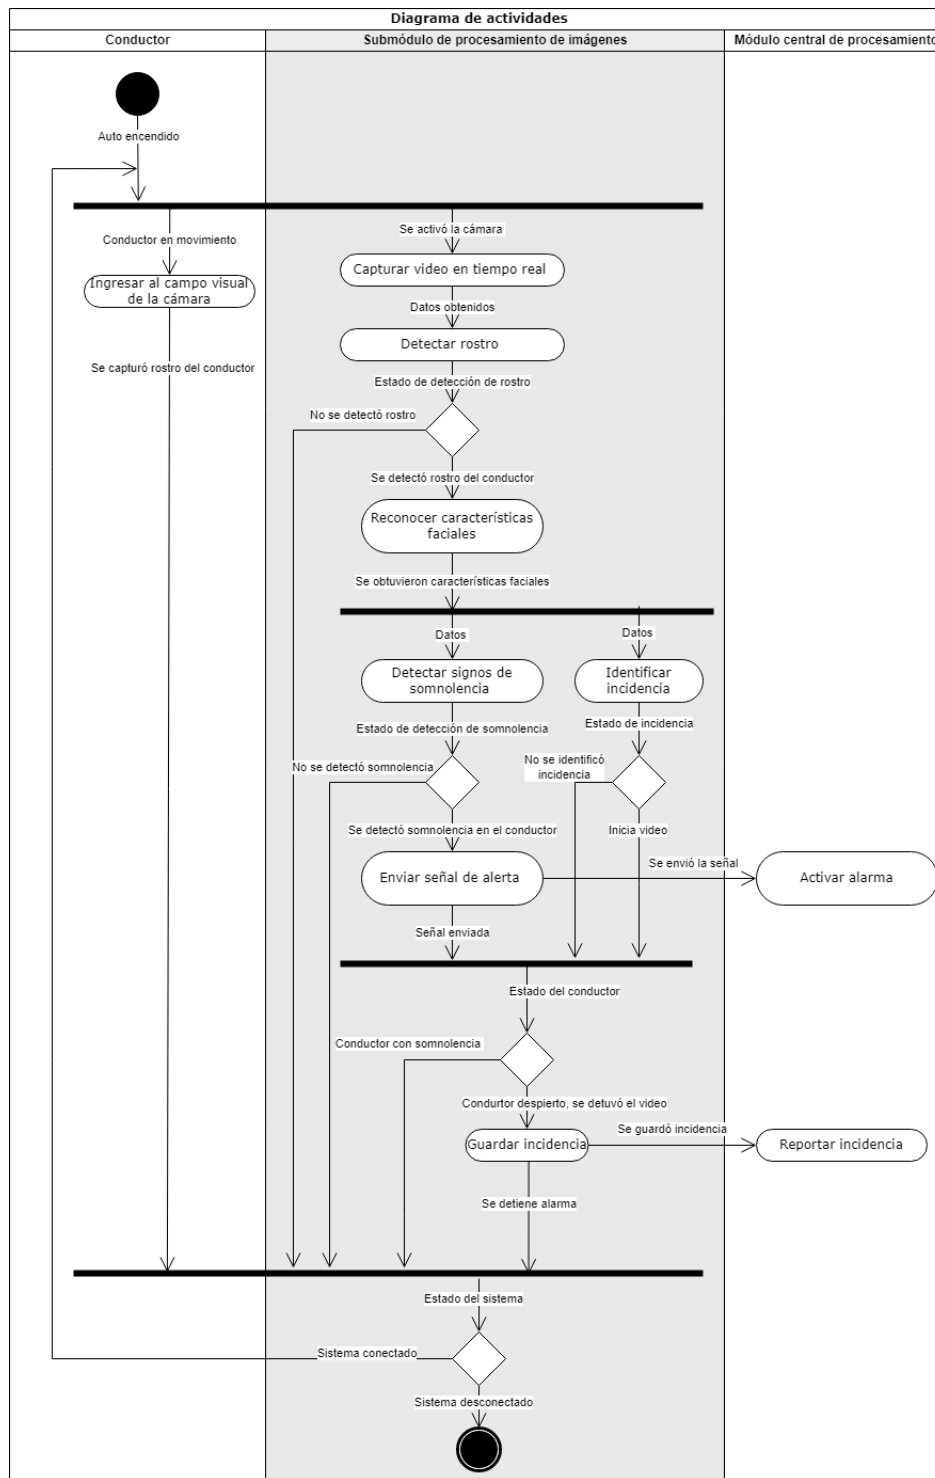 Diagrama de actividades
Conductor
Submódulo de procesamiento de imágenes
Módulo central de procesamiento
Auto encendido
Conductor en movimiento
Se activó la cámara
Ingresar al campo visual
de la cámara
Capturar video en tiempo real
Datos obtenidos
Detectar rostro
Se capturó rostro del conductor
Estado de detección de rostro
No se detectó rostro
Se detectó rostro del conductor
Reconocer características
faciales
Se obtuvieron características faciales
Datos
Datos
Detectar signos de
somnolencia
Identificar
incidencia
Estado de detección de somnolencia
Estado de incidencia
No se detectó somnolencia
No se identificó
incidencia
Se detectó somnolencia en el conductor
Inicia video
Enviar señal de alerta
Se envió la señal
Activar alarma
Señal enviada
Estado del conductor
Conductor con somnolencia
Condurtor despierto, se detuvó el video
Guardar incidencia
Se guardó incidencia
Reportar incidencia
Se detiene alarma
Estado del sistema
Sistema conectado
Sistema desconectado